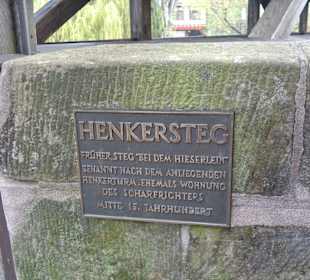 HENKERSTEG
FRÜHER STEG "BEI DEM HIESERLEIN"
GENANNT NACH DEM ANLIEGENDEN
HENKERTURM-EHEMALS WOHNUNG
DES SCHARFRICHTERS
MITTE 15. JAHRHUNDERT